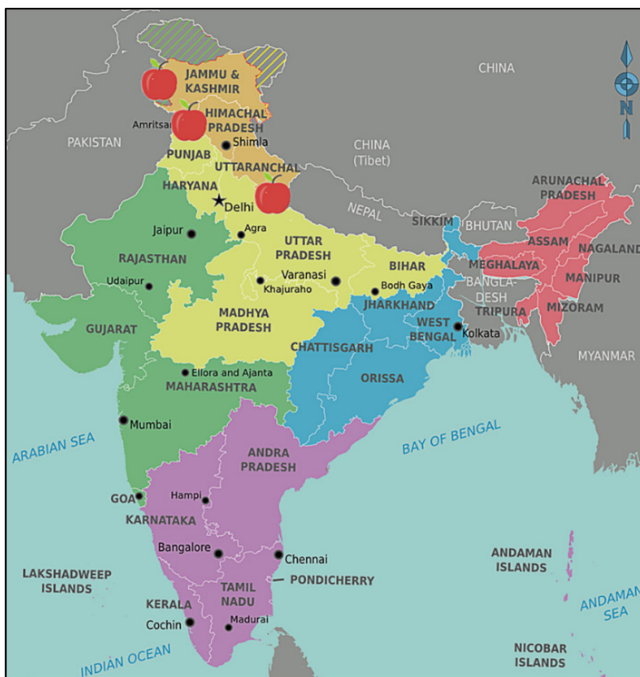 JAMMU &
KASHMIR
CHINA
N
HIMACHAL
PRADESH
Amritsar
Shimla
PAKISTAN
PUNJAB
CHINA
(Tibet)
UTTARANCHAL
HARYANA
Delhi
ARUNACHAL
PRADESH
NEPAL
SIKKIM
BHUTAN
Jaipur
Agra
UTTAR
PRADESH
ASSAM
NAGALAND
RAJASTHAN
BIHAR
MEGHALAYA
Udaipur
Khajuraho
Varanasi
Bodh Gaya
BANGLA-
DESH
MANIPUR
JHARKHAND
TRIPURA
MIZORAM
GUJARAT
MADHYA
PRADESH
WEST
BENGAL
Kolkata
CHATTISGARH
MYANMAR
Ellora and Ajanta
MAHARASHTRA
ORISSA
Mumbai
ARABIAN SEA
BAY OF BENGAL
ANDRA
PRADESH
GOA
Hampi
KARNATAKA
Bangalore
Chennai
ANDAMAN
ISLANDS
LAKSHADWEEP
ISLANDS
PONDICHERRY
TAMIL
NADU
KERALA
Cochin
Madurai
ANDAMAN
SEA
INDIAN OCEAN
NICOBAR
ISLANDS